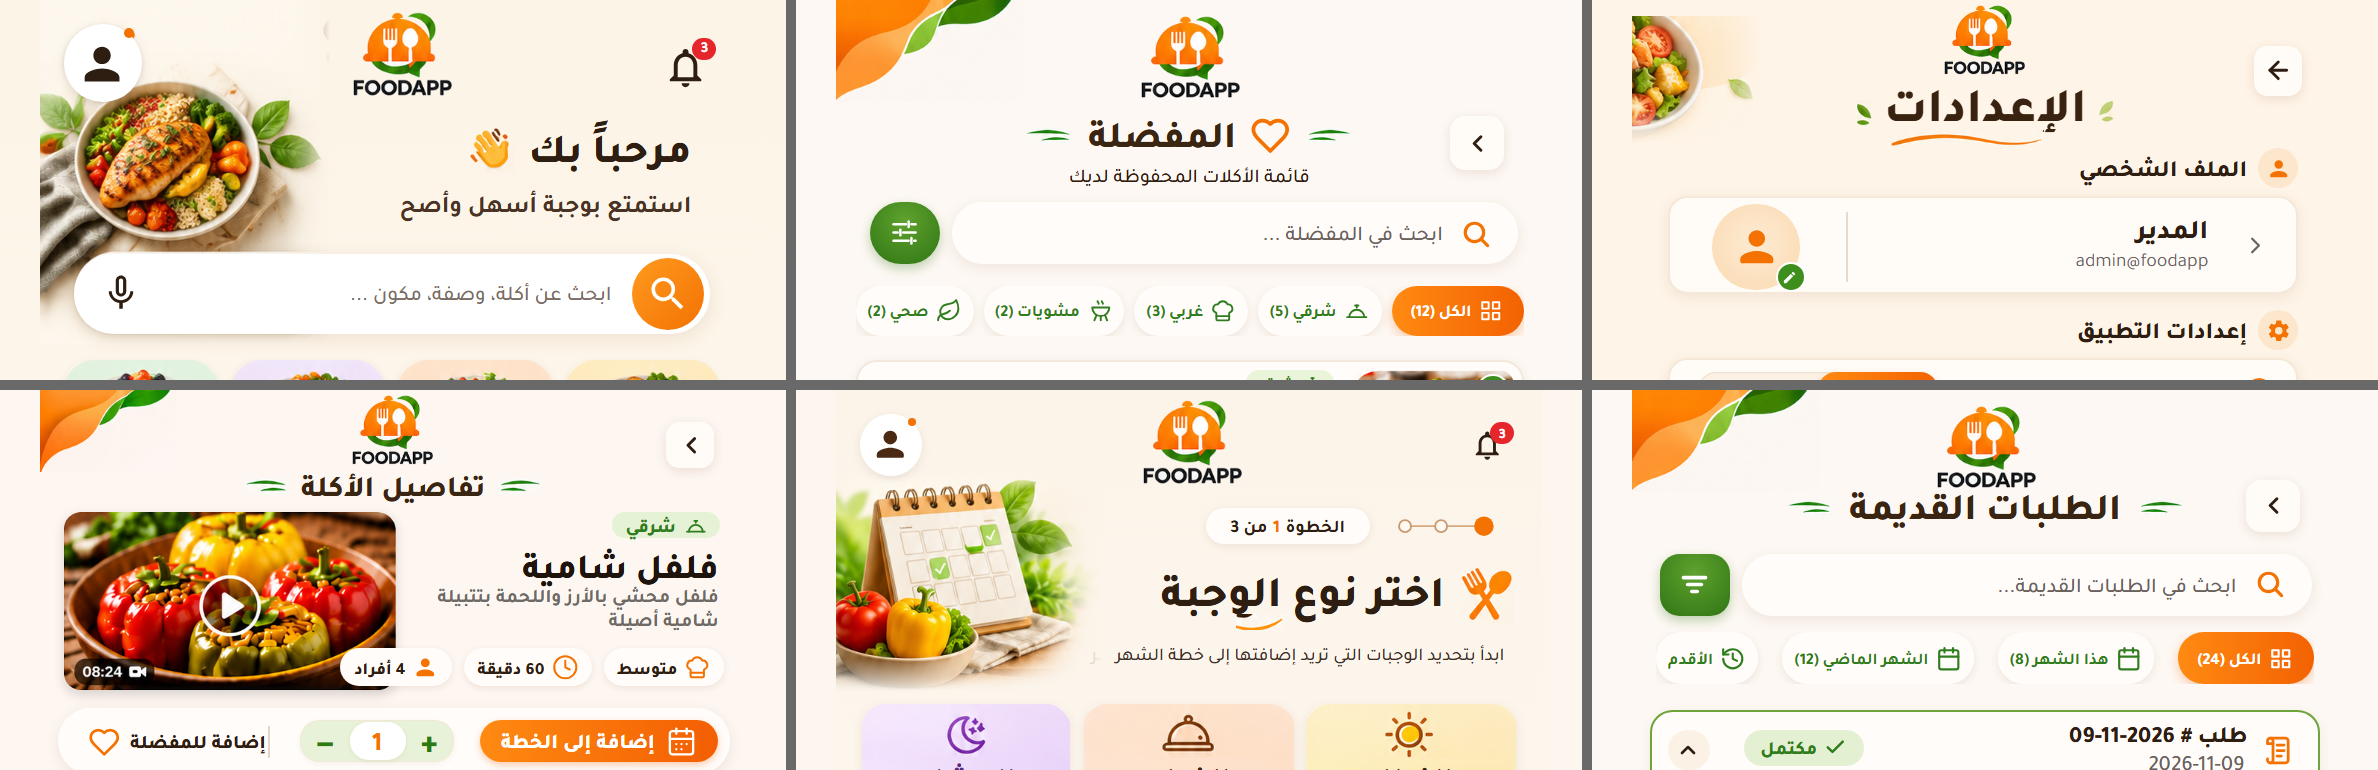 FOODAPP
3
مرحباً بك
استمتع بوجبة أسهل وأصح
ابحث عن أكلة، وصفة، مكون ...
FOODAPP
المفضلة
قائمة الأكلات المحفوظة لديك
ابحث في المفضلة ...
الكل (12)
شرقي (5)
غربي (3)
مشويات (2)
صحي (2)
FOODAPP
الإعدادات
الملف الشخصي
المدير
admin@foodapp
إعدادات التطبيق
FOODAPP
تفاصيل الأكلة
شرقي
فلفل شامية
فلفل محشي بالأرز واللحمة بتتبيلة
شامية أصيلة
متوسط
60 دقيقة
4 أفراد
08:24
إضافة إلى الخطة
+ 1 −
إضافة للمفضلة
FOODAPP
3
الخطوة 1 من 3
اختر نوع الوجبة
ابدأ بتحديد الوجبات التي تريد إضافتها إلى خطة الشهر
FOODAPP
الطلبات القديمة
ابحث في الطلبات القديمة...
الكل (24)
هذا الشهر (8)
الشهر الماضي (12)
الأقدم
طلب # 2026-11-09
2026-11-09
مكتمل